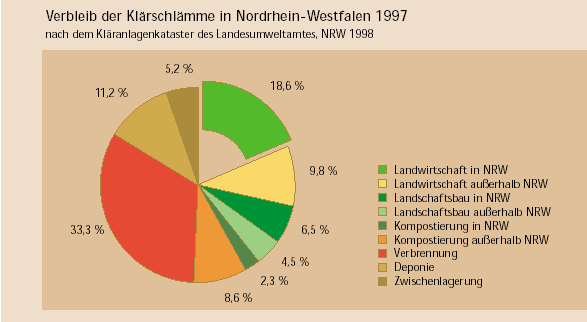 Verbleib der Klärschlämme in Nordrhein-Westfalen 1997
nach dem Kläranlagenkataster des Landesumweltamtes, NRW 1998
5,2 %
18,6 %
11,2 %
9,8 %
33,3 %
6,5 %
4,5 %
2,3 %
8,6 %
Landwirtschaft in NRW
Landwirtschaft außerhalb NRW
Landschaftsbau in NRW
Landschaftsbau außerhalb NRW
Kompostierung in NRW
Kompostierung außerhalb NRW
Verbrennung
Deponie
Zwischenlagerung